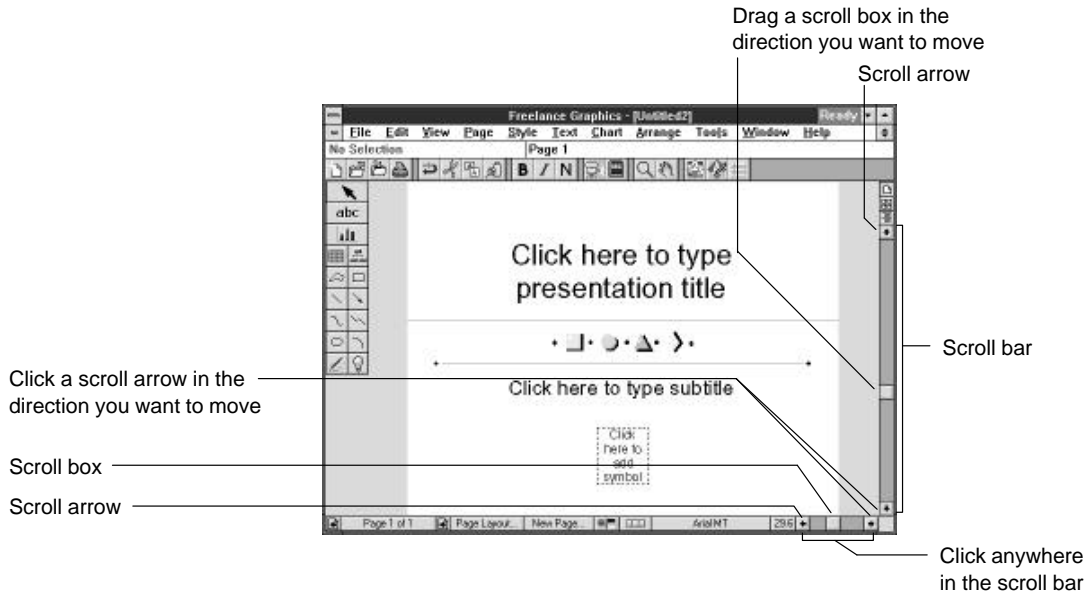 Drag a scroll box in the
direction you want to move
Scroll arrow
Freelance Graphics - [Untitled2]
Ready
File Edit View Page Style Text Chart Arrange Tools Window Help
No Selection
Page 1
B I N
abc
Click here to type
presentation title
Scroll bar
Click a scroll arrow in the
direction you want to move
Click here to type subtitle
Click
here to
add
symbol
Scroll box
Scroll arrow
Page 1 of 1 Page Layout... New Page... Arial MT 29.6
Click anywhere
in the scroll bar